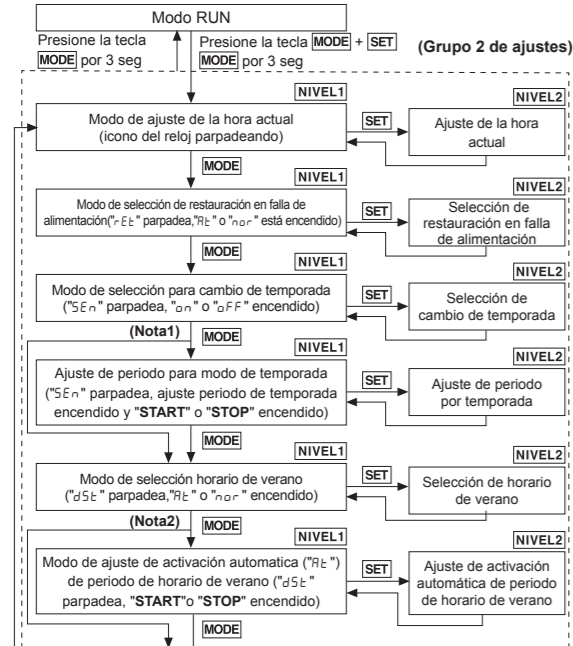 Modo RUN
Presione la tecla
MODE por 3 seg
Presione la tecla MODE + SET
MODE por 3 seg
(Grupo 2 de ajustes)
NIVEL1
Modo de ajuste de la hora actual
(icono del reloj parpadeando)
SET
NIVEL2
Ajuste de la hora
actual
MODE
NIVEL1
Modo de selección de restauración en falla de
alimentación("rEt" parpadea,"At" o "nor" está encendido)
SET
NIVEL2
Selección de
restauración en falla
de alimentación
MODE
NIVEL1
Modo de selección para cambio de temporada
("SEn" parpadea, "on" o "oFF" encendido)
SET
NIVEL2
Selección de
cambio de temporada
(Nota1)
MODE
NIVEL1
Ajuste de periodo para modo de temporada
("SEn" parpadea, ajuste periodo de temporada
encendido y "START" o "STOP" encendido)
SET
NIVEL2
Ajuste de periodo
por temporada
MODE
NIVEL1
Modo de selección horario de verano
("dSt" parpadea,"At" o "nor" encendido)
SET
NIVEL2
Selección de horario
de verano
(Nota2)
MODE
NIVEL1
Modo de ajuste de activación automatica ("At")
de periodo de horario de verano ("dSt"
parpadea, "START"o "STOP" encendido)
SET
NIVEL2
Ajuste de activación
automática de periodo
de horario de verano
MODE